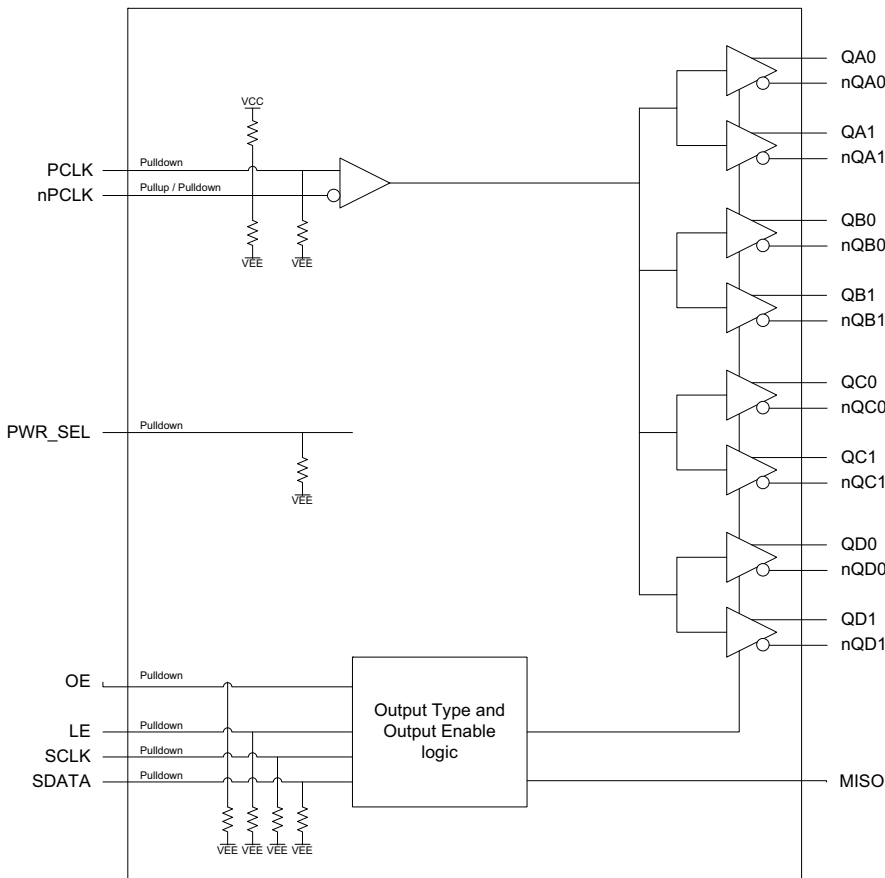 QA0
nQA0
QA1
nQA1
VCC
PCLK
Pulldown
nPCLK
Pullup / Pulldown
VEE
VEE
QB0
nQB0
QB1
nQB1
QC0
nQC0
PWR_SEL
Pulldown
VEE
QC1
nQC1
QD0
nQD0
QD1
nQD1
OE
Pulldown
LE
Pulldown
SCLK
Pulldown
SDATA
Pulldown
Output Type and
Output Enable
logic
MISO
VEE
VEE
VEE
VEE